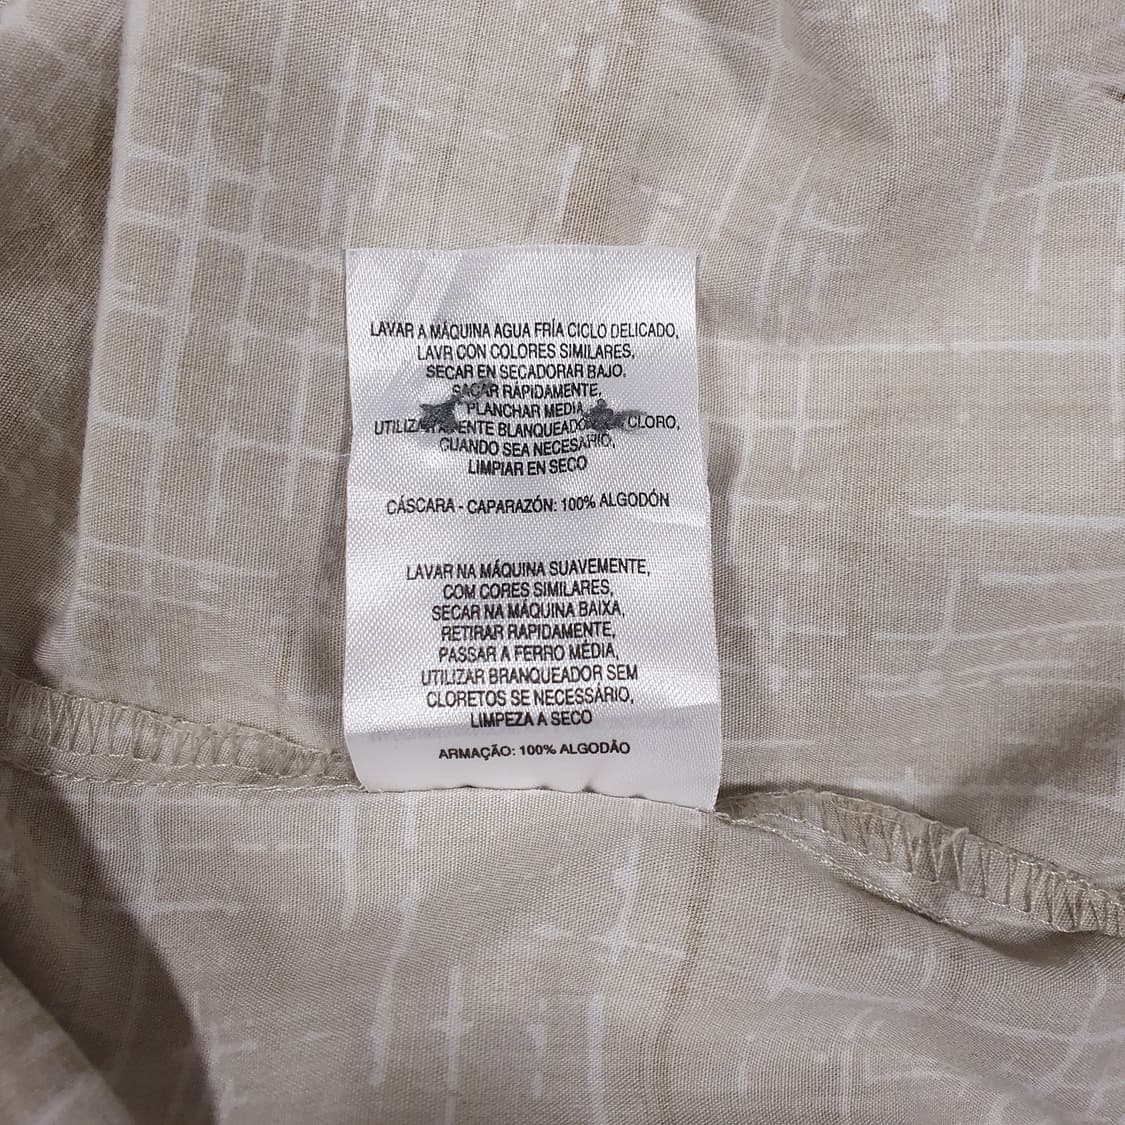 LAVAR A MÁQUINA AGUA FRÍA CICLO DELICADO,
LAVR CON COLORES SIMILARES,
SECAR EN SECADORAR BAJO.
SACAR RÁPIDAMENTE,
PLANCHAR MEDIA
BLANQUEADO CLORO,
CUANDO SEA NECESARIO,
LIMPIAR EN SECO
CÁSCARA - CAPARAZÓN: 100% ALGODÓN
LAVAR NA MÁQUINA SUAVEMENTE,
COM CORES SIMILARES,
SECAR NA MÁQUINA BAIXA,
RETIRAR RAPIDAMENTE,
PASSAR A FERRO MÉDIA,
UTILIZAR BRANQUEADOR SEM
CLORETOS SE NECESSÁRIO,
LIMPEZA A SECO
ARMAÇÃO: 100% ALGODÃO